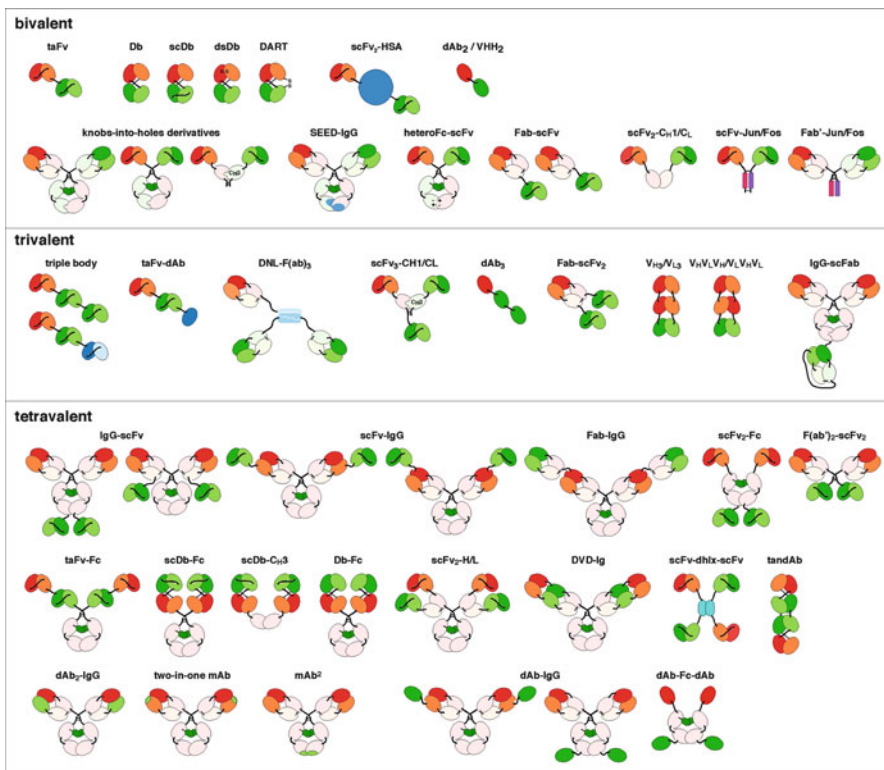 bivalent
taFv Db scDb dsDb DART scFv₂-HSA dAb₂ / VHH₂
knobs-into-holes derivatives SEED-IgG heteroFc-scFv Fab-scFv scFv₂-CH1/CL scFv-Jun/Fos Fab'-Jun/Fos
trivalent
triple body taFv-dAb DNL-F(ab)₃ scFv₃-CH1/CL dAb₃ Fab-scFv₂ VH3/VL3 VHVLVH/VLVHVL IgG-scFab
tetravalent
IgG-scFv scFv-IgG Fab-IgG scFv₂-Fc F(ab')₂-scFv₂
taFv-Fc scDb-Fc scDb-CH3 Db-Fc scFv₂-H/L DVD-Ig scFv-dhlx-scFv tandAb
dAb₂-IgG two-in-one mAb mAb² dAb-IgG dAb-Fc-dAb